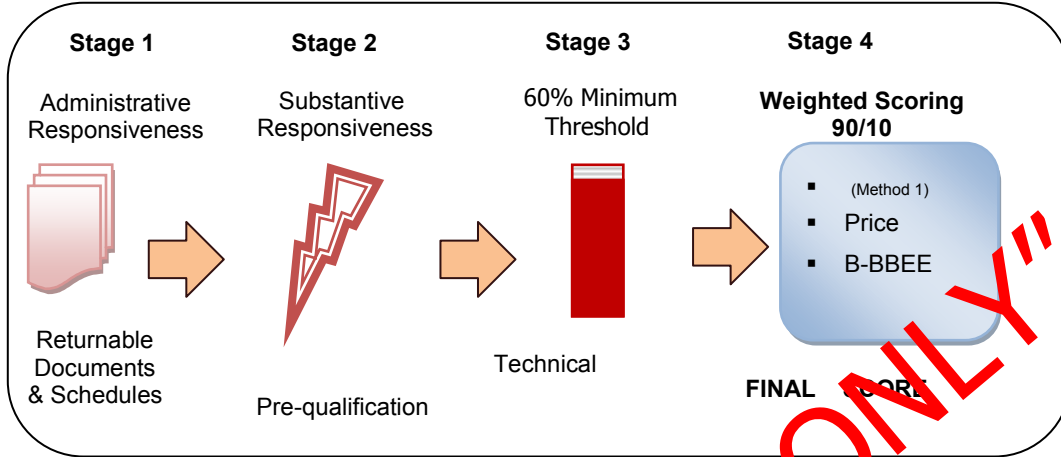 Stage 1
Administrative
Responsiveness
Returnable
Documents
& Schedules
Stage 2
Substantive
Responsiveness
Pre-qualification
Stage 3
60% Minimum
Threshold
Technical
Stage 4
Weighted Scoring
90/10
▪ (Method 1)
▪ Price
▪ B-BBEE
FINAL SCORE
ONLY”